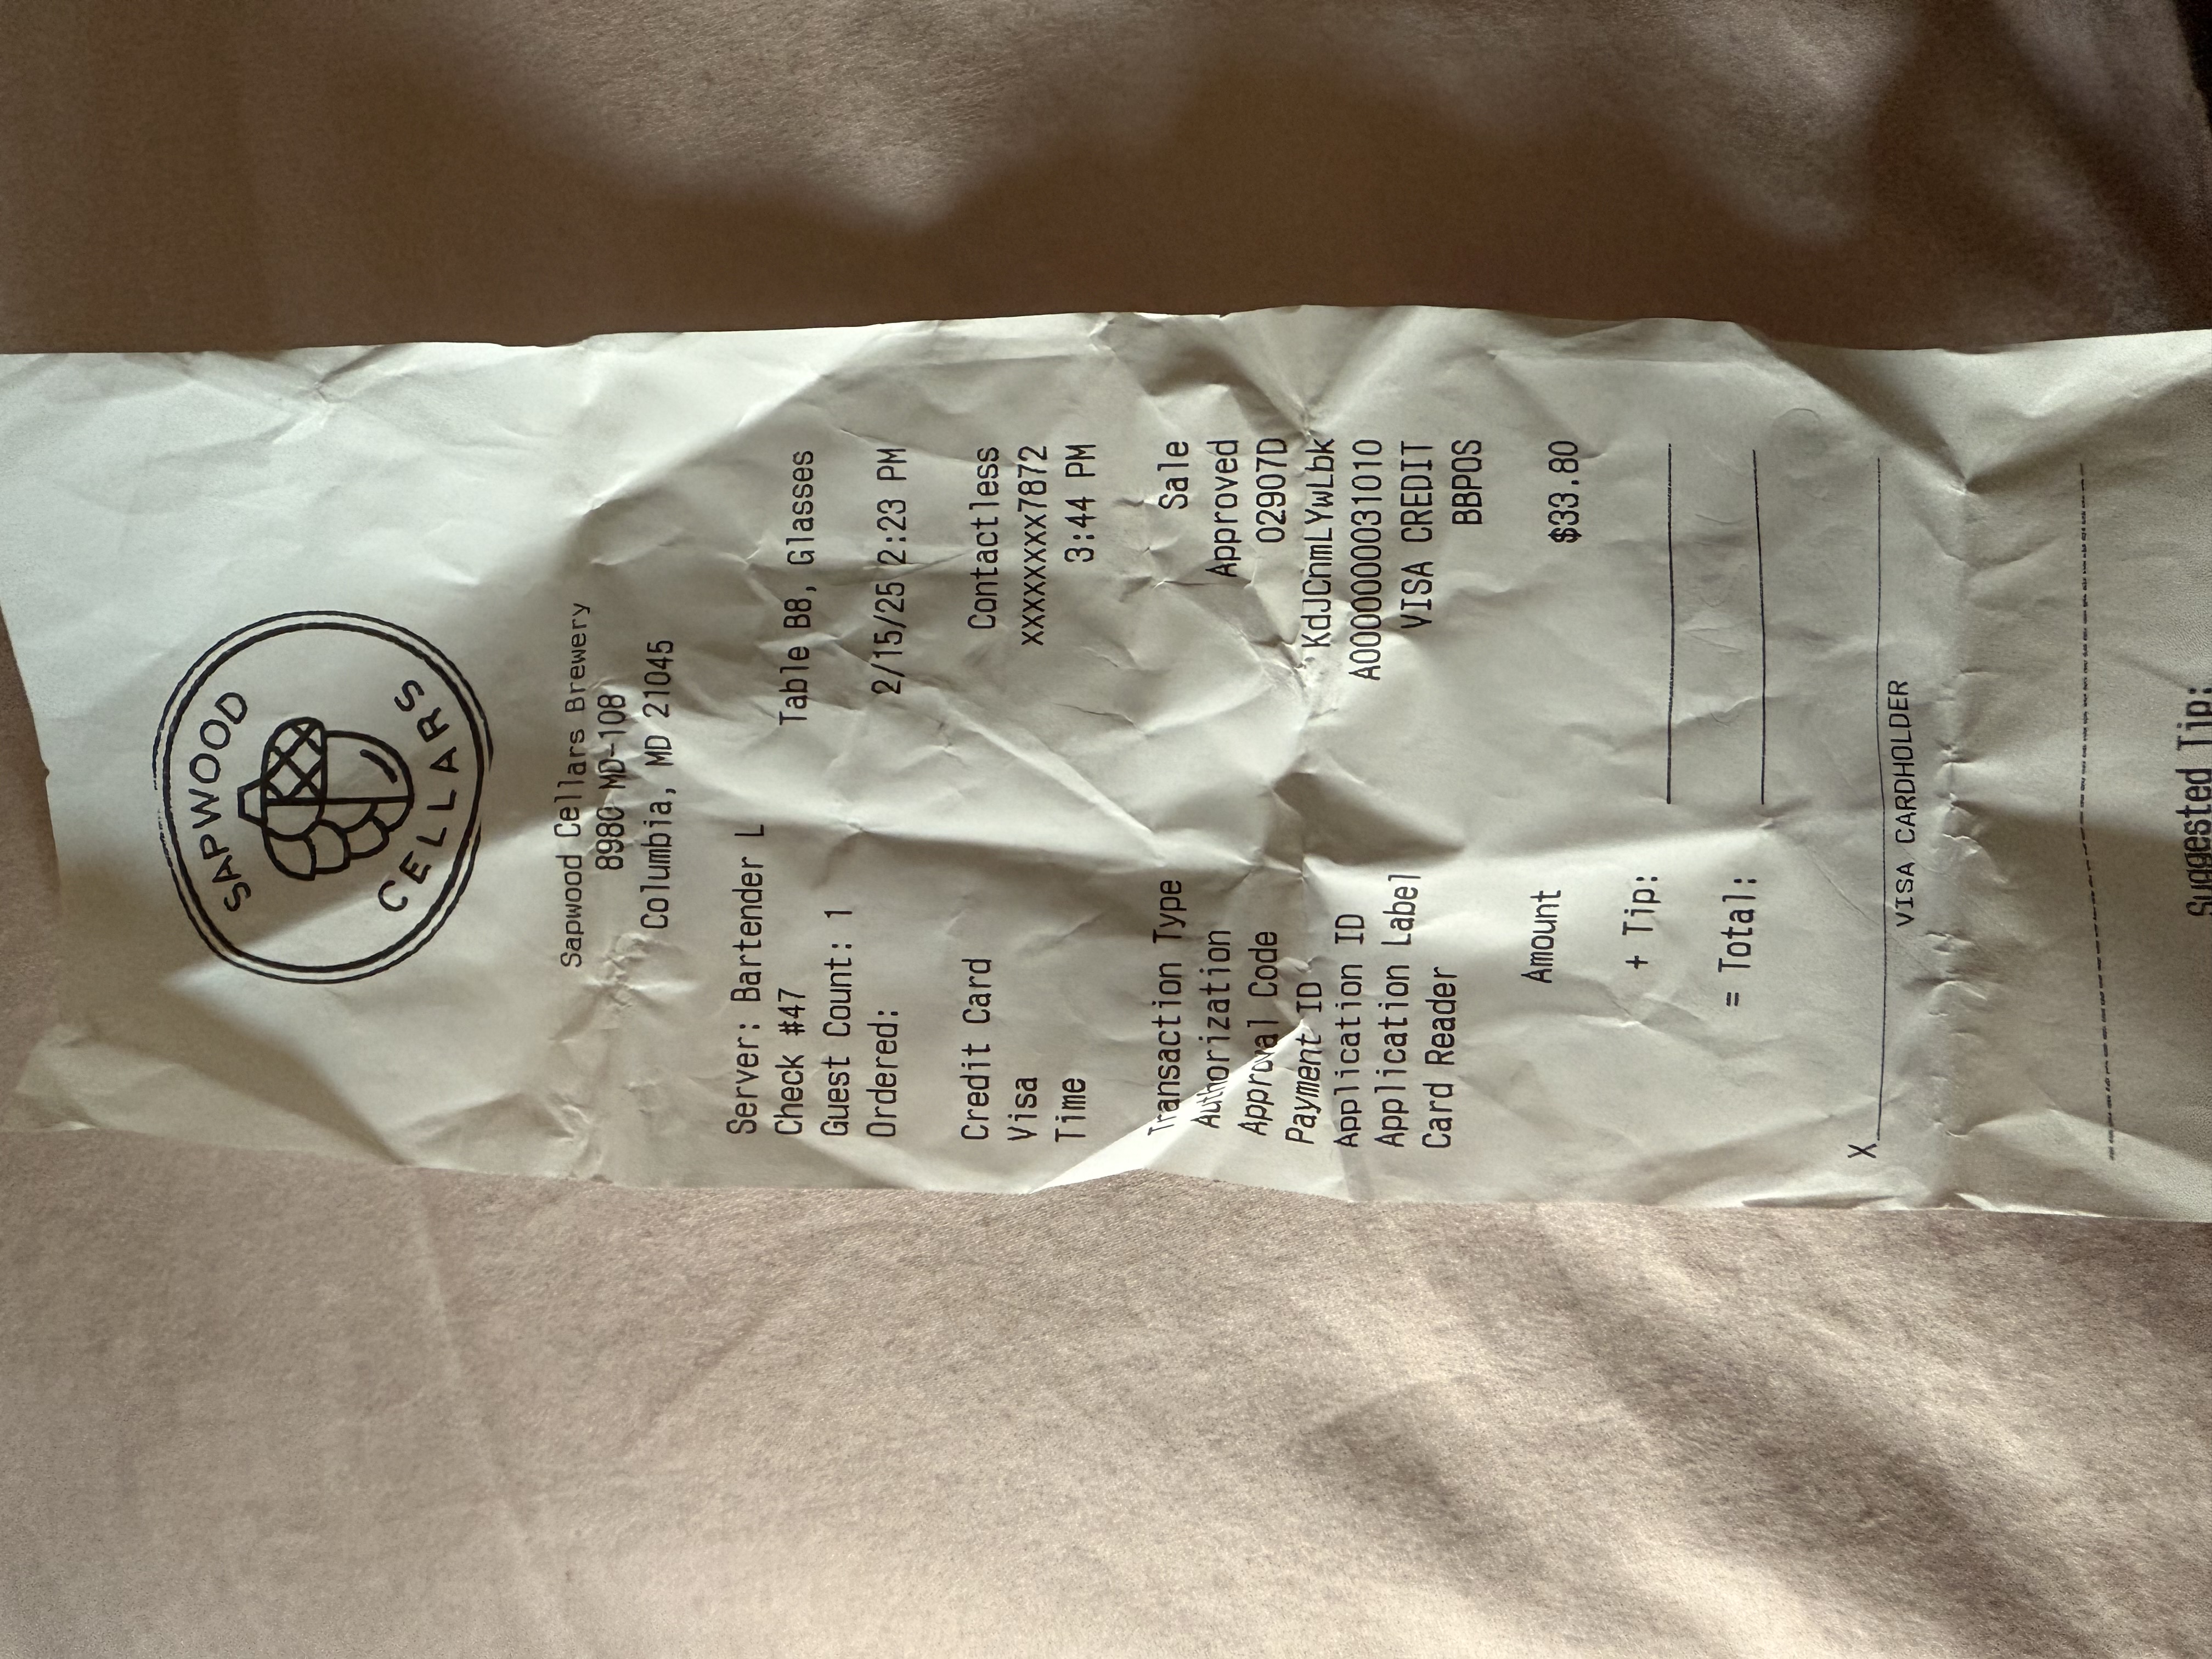 SAPWOOD
CELLARS
Sapwood Cellars Brewery
8980 MD-108
Columbia, MD 21045
Server: Bartender L
Check #47 Table B8, Glasses
Guest Count: 1
Ordered: 2/15/25 2:23 PM
Credit Card Contactless
Visa xxxxxxxx7872
Time 3:44 PM
Transaction Type Sale
Authorization Approved
Approval Code 02907D
Payment ID KdJCnmLYwLbk
Application ID A0000000031010
Application Label VISA CREDIT
Card Reader BBPOS
Amount $33.80
+ Tip:
= Total:
X
VISA CARDHOLDER
Suggested Tip: